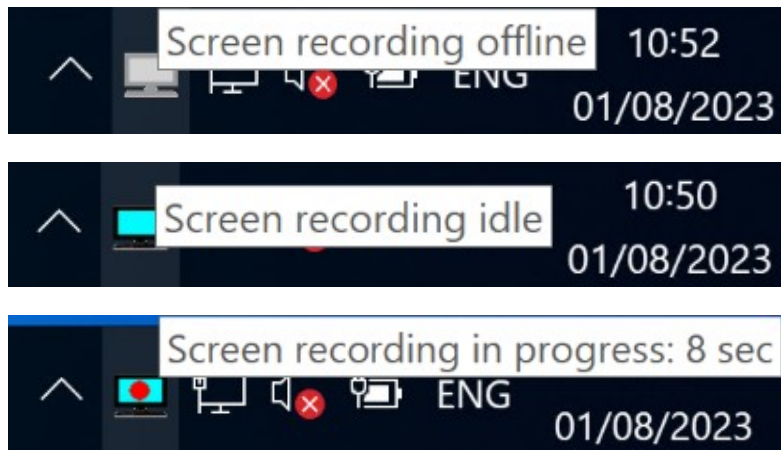 Screen recording offline
10:52
ENG
01/08/2023
Screen recording idle
10:50
01/08/2023
Screen recording in progress: 8 sec
ENG
01/08/2023